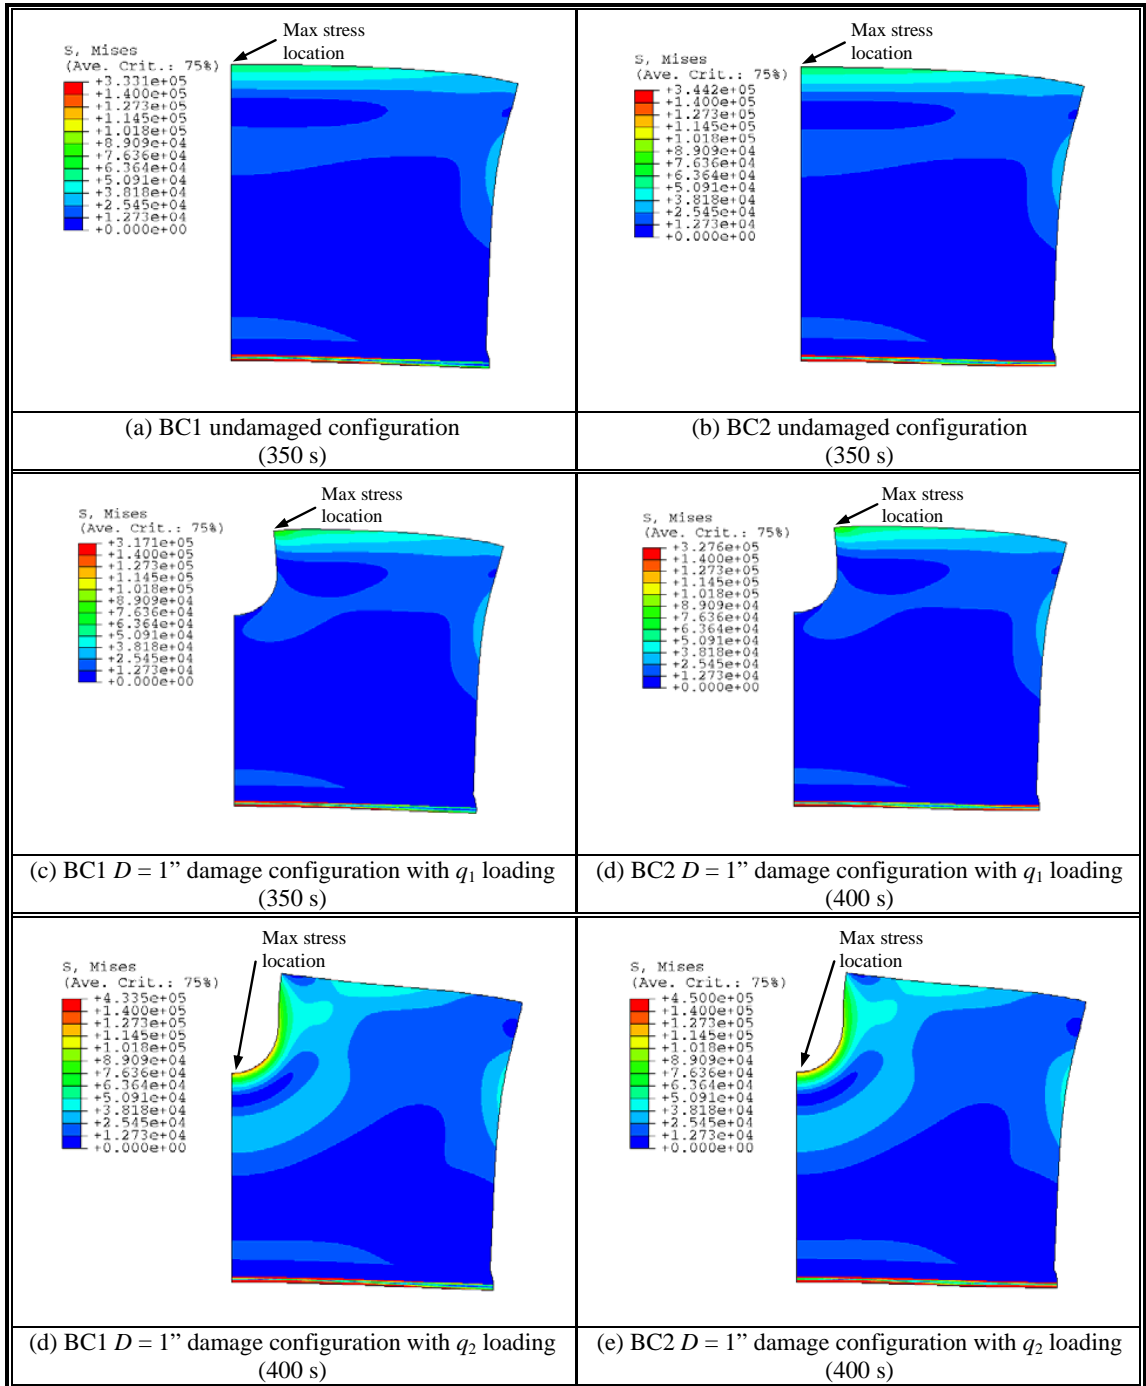 Max stress
location
S, Mises
(Ave. Crit.: 75%)
+3.331e+05
+1.400e+05
+1.273e+05
+1.145e+05
+1.018e+05
+8.909e+04
+7.636e+04
+6.364e+04
+5.091e+04
+3.818e+04
+2.545e+04
+1.273e+04
+0.000e+00
(a) BC1 undamaged configuration
(350 s)
Max stress
location
S, Mises
(Ave. Crit.: 75%)
+3.442e+05
+1.400e+05
+1.273e+05
+1.145e+05
+1.018e+05
+8.909e+04
+7.636e+04
+6.364e+04
+5.091e+04
+3.818e+04
+2.545e+04
+1.273e+04
+0.000e+00
(b) BC2 undamaged configuration
(350 s)
Max stress
location
S, Mises
(Ave. Crit.: 75%)
+3.171e+05
+1.400e+05
+1.273e+05
+1.145e+05
+1.018e+05
+8.909e+04
+7.636e+04
+6.364e+04
+5.091e+04
+3.818e+04
+2.545e+04
+1.273e+04
+0.000e+00
(c) BC1 D = 1” damage configuration with q1 loading
(350 s)
Max stress
location
S, Mises
(Ave. Crit.: 75%)
+3.276e+05
+1.400e+05
+1.273e+05
+1.145e+05
+1.018e+05
+8.909e+04
+7.636e+04
+6.364e+04
+5.091e+04
+3.818e+04
+2.545e+04
+1.273e+04
+0.000e+00
(d) BC2 D = 1” damage configuration with q1 loading
(400 s)
Max stress
location
S, Mises
(Ave. Crit.: 75%)
+4.335e+05
+1.400e+05
+1.273e+05
+1.145e+05
+1.018e+05
+8.909e+04
+7.636e+04
+6.364e+04
+5.091e+04
+3.818e+04
+2.545e+04
+1.273e+04
+0.000e+00
(d) BC1 D = 1” damage configuration with q2 loading
(400 s)
Max stress
location
S, Mises
(Ave. Crit.: 75%)
+4.500e+05
+1.400e+05
+1.273e+05
+1.145e+05
+1.018e+05
+8.909e+04
+7.636e+04
+6.364e+04
+5.091e+04
+3.818e+04
+2.545e+04
+1.273e+04
+0.000e+00
(e) BC2 D = 1” damage configuration with q2 loading
(400 s)